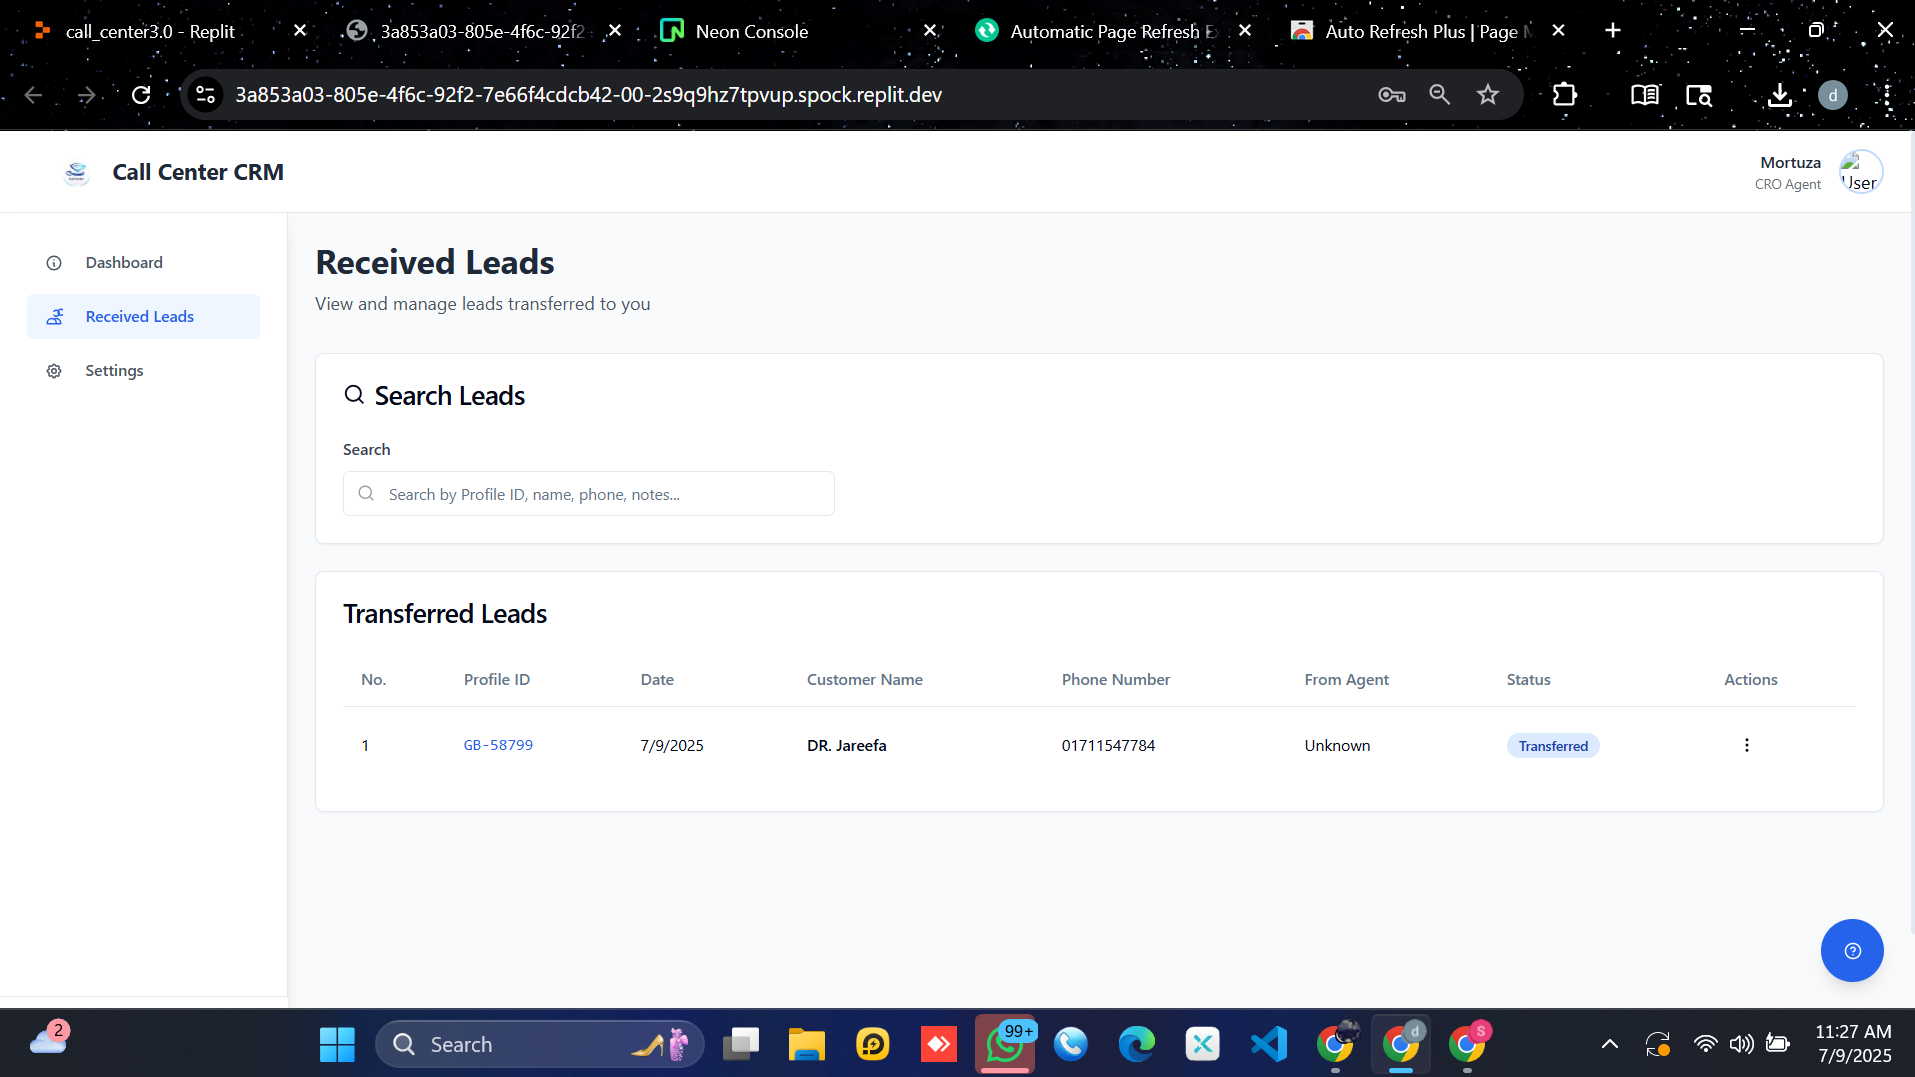 call_center3.0 - Replit
3a853a03-805e-4f6c-92f2
Neon Console
Automatic Page Refresh E
Auto Refresh Plus | Page M
3a853a03-805e-4f6c-92f2-7e66f4cdcb42-00-2s9q9hz7tpvup.spock.replit.dev
d
Call Center CRM
Mortuza
CRO Agent
User
Dashboard
Received Leads
Settings
Received Leads
View and manage leads transferred to you
Search Leads
Search
Search by Profile ID, name, phone, notes...
Transferred Leads
No. Profile ID Date Customer Name Phone Number From Agent Status Actions
1 GB-58799 7/9/2025 DR. Jareefa 01711547784 Unknown Transferred
2
Search
99+
d
S
11:27 AM
7/9/2025